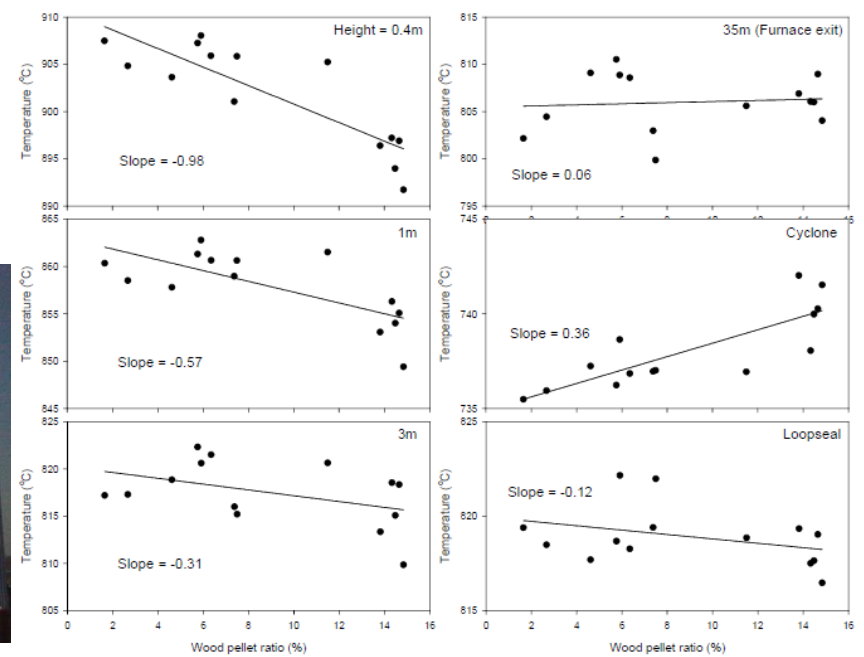 Height = 0.4m
Temperature (°C)
910
905
900
895
890
Slope = -0.98
35m (Furnace exit)
Temperature (°C)
815
810
805
800
795
Slope = 0.06
1m
Temperature (°C)
865
860
855
850
845
Slope = -0.57
Cyclone
Temperature (°C)
745
740
735
Slope = 0.36
3m
Temperature (°C)
825
820
815
810
805
Slope = -0.31
0 2 4 6 8 10 12 14 16
Wood pellet ratio (%)
Loopseal
Temperature (°C)
825
820
815
Slope = -0.12
0 2 4 6 8 10 12 14 16
Wood pellet ratio (%)